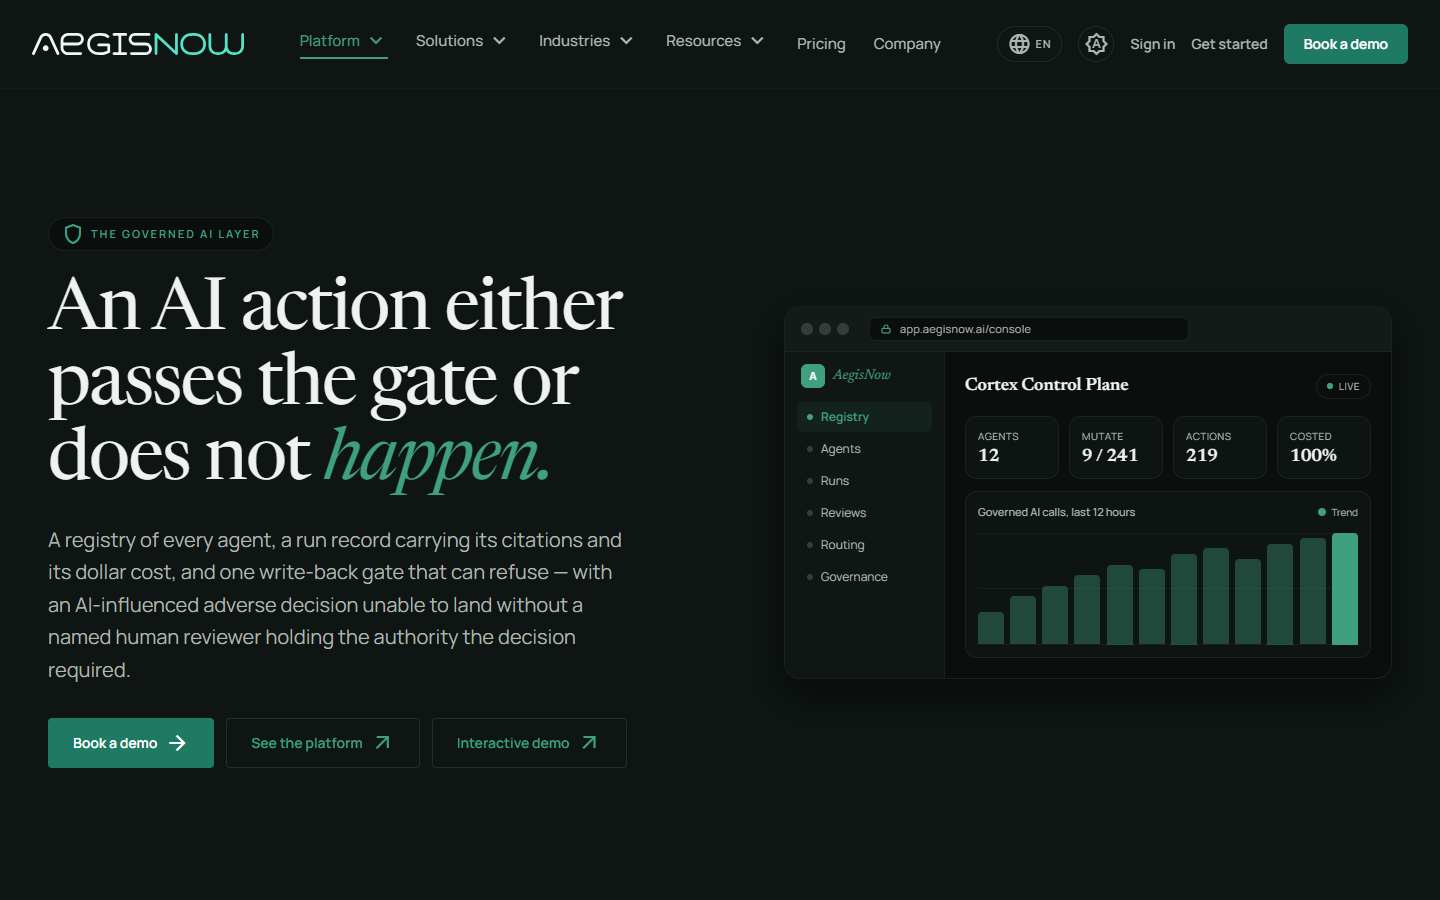 AEGISNOW
Platform
Solutions
Industries
Resources
Pricing
Company
EN
A
Sign in
Get started
Book a demo
THE GOVERNED AI LAYER
An AI action either
passes the gate or
does not happen.
A registry of every agent, a run record carrying its citations and
its dollar cost, and one write-back gate that can refuse — with
an AI-influenced adverse decision unable to land without a
named human reviewer holding the authority the decision
required.
Book a demo
See the platform
Interactive demo
app.aegisnow.ai/console
A
AegisNow
Registry
Agents
Runs
Reviews
Routing
Governance
Cortex Control Plane
LIVE
AGENTS
12
MUTATE
9 / 241
ACTIONS
219
COSTED
100%
Governed AI calls, last 12 hours
Trend